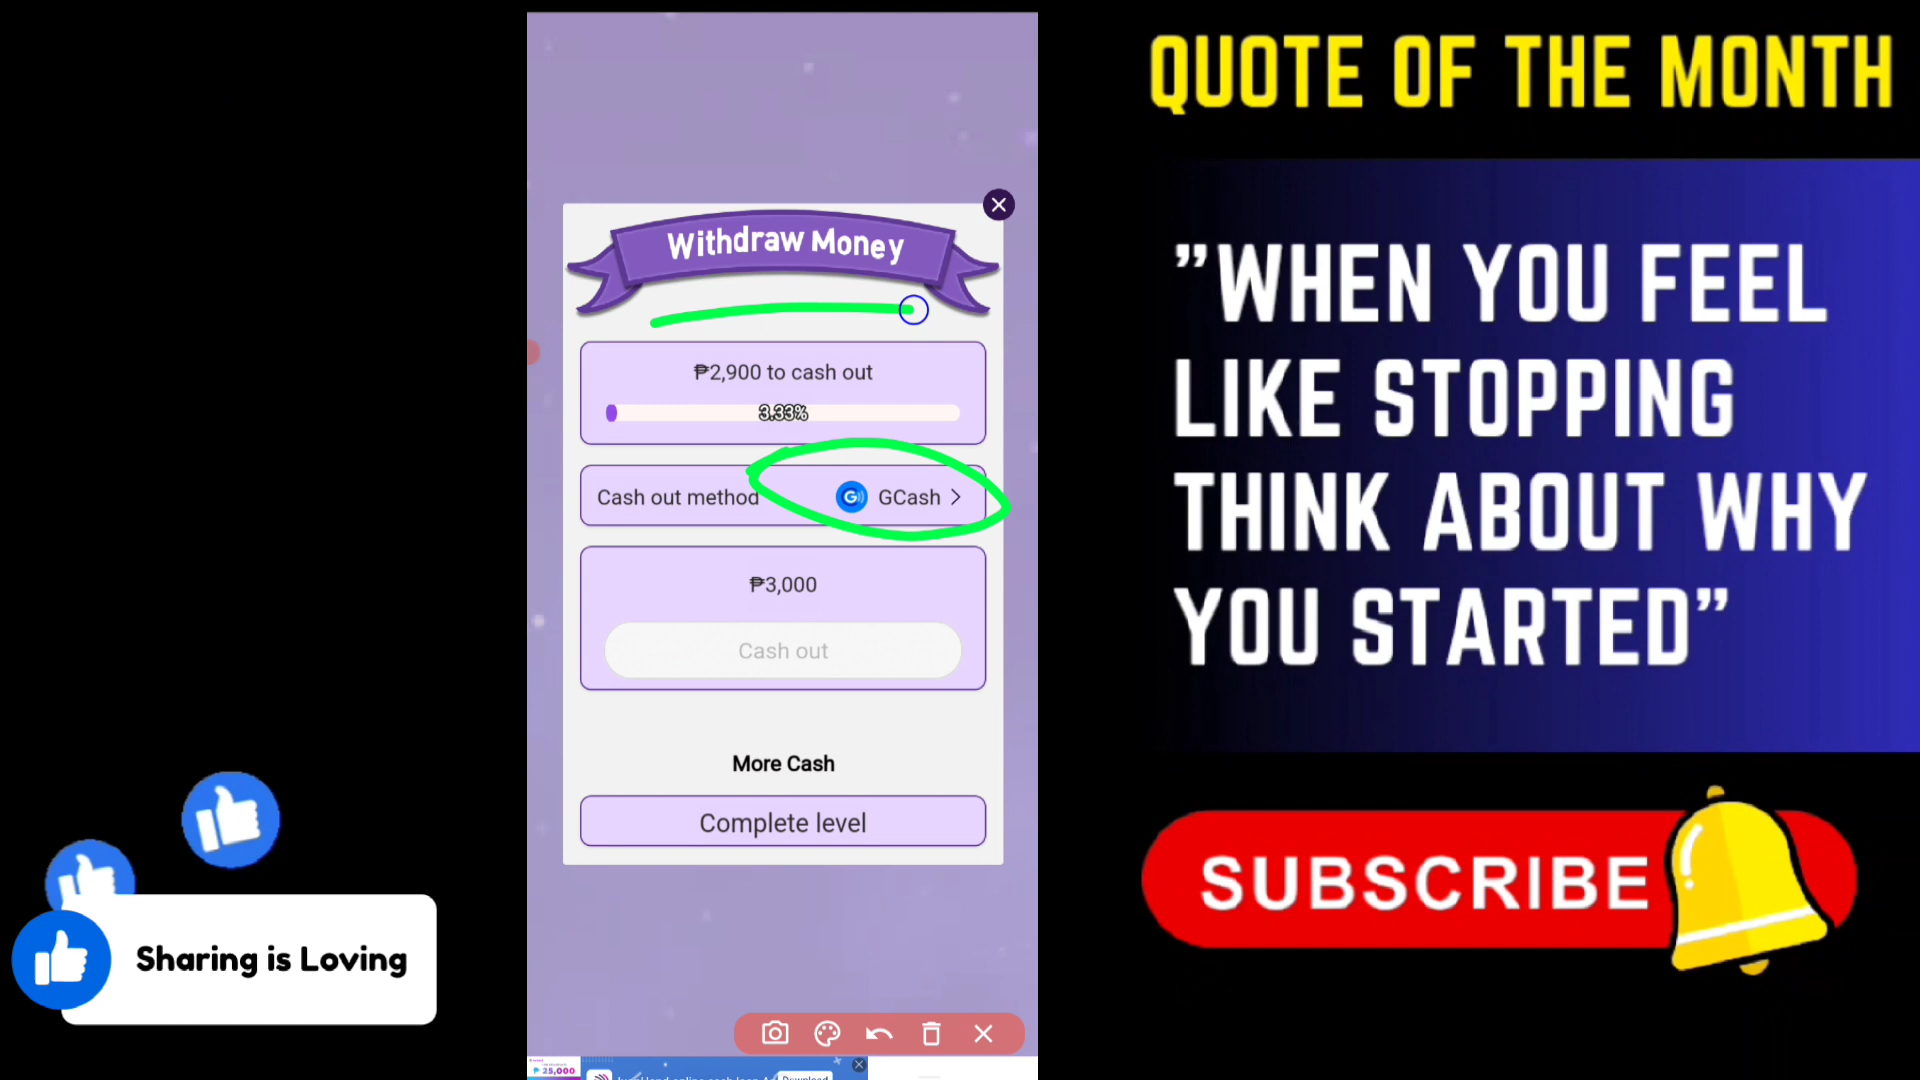 QUOTE OF THE MONTH
"WHEN YOU FEEL
LIKE STOPPING
THINK ABOUT WHY
YOU STARTED"
SUBSCRIBE
Withdraw Money
₱2,900 to cash out
3.33%
Cash out method
GCash
₱3,000
Cash out
More Cash
Complete level
Sharing is Loving
₱ 25,000
Download